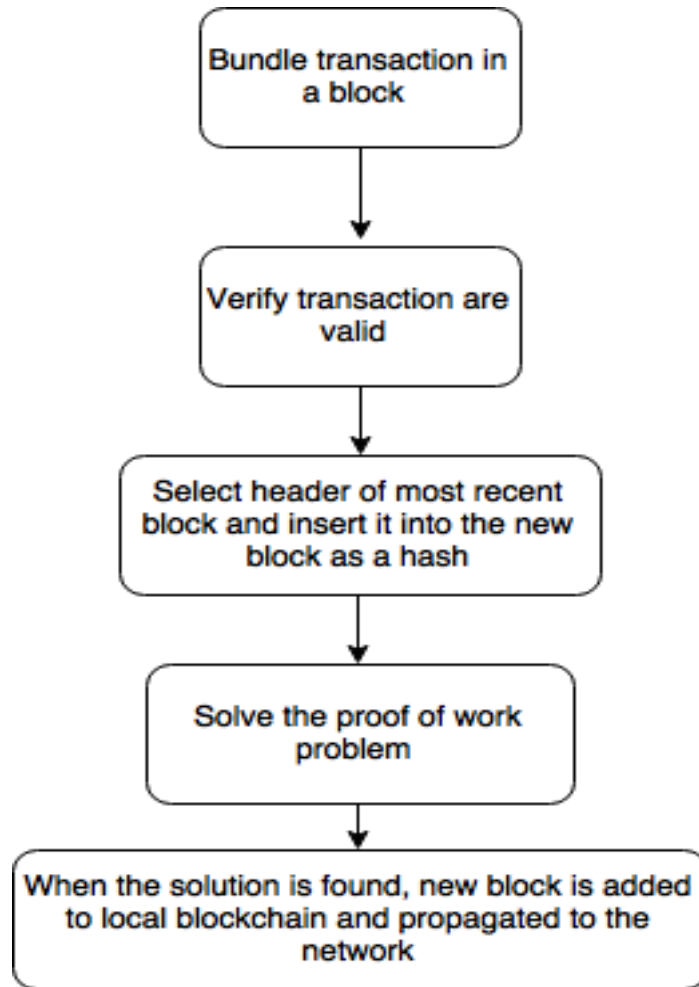 Bundle transaction in
a block
Verify transaction are
valid
Select header of most recent
block and insert it into the new
block as a hash
Solve the proof of work
problem
When the solution is found, new block is added
to local blockchain and propagated to the
network